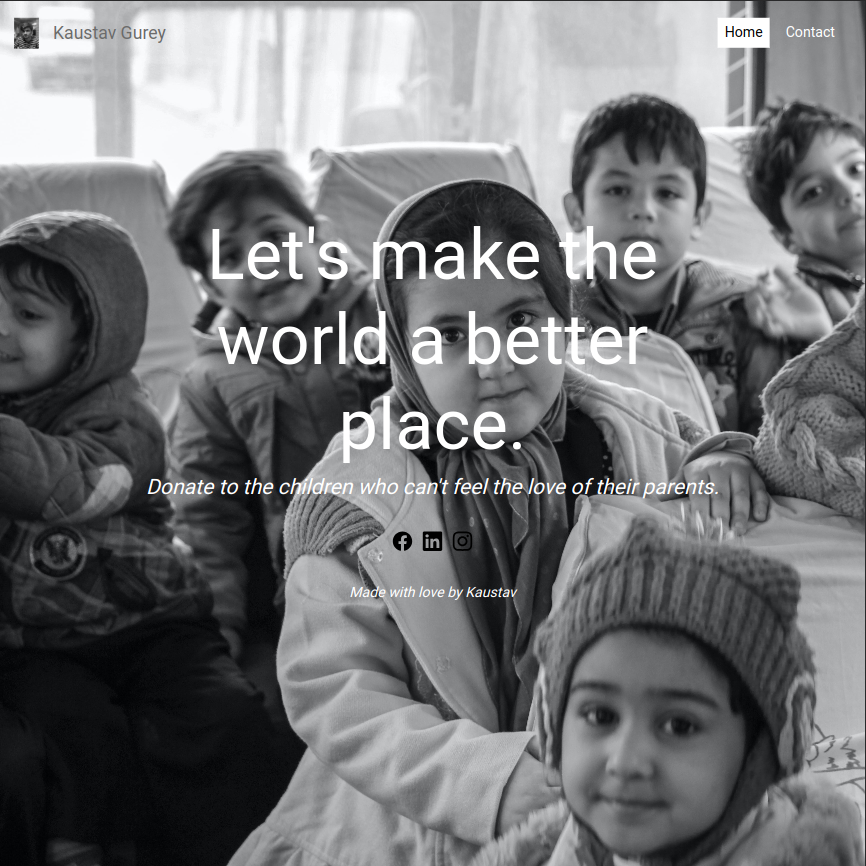 Kaustav Gurey
Home
Contact
Let's make the
world a better
place.
Donate to the children who can't feel the love of their parents.
Made with love by Kaustav